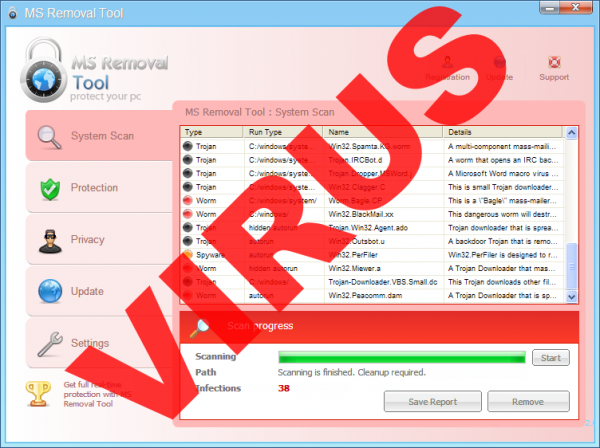 MS Removal Tool
MS Removal
Tool
protect your pc
Registration Update Support
System Scan
Protection
Privacy
Update
Settings
Get full real-time
protection with MS
Removal Tool
MS Removal Tool : System Scan
Type Run Type Name Details
Trojan C:/windows/syste... Win32.Spamta.KG.worm A multi-component mass-maili...
Trojan C:/windows/syste... Trojan.IRCBot.d A worm that opens an IRC bac...
Trojan C:/windows/syste... Trojan.Dropper.MSWord.j A Microsoft Word macro virus ...
Trojan C:/windows/syste... Win32.Clagger.C This is small Trojan downloader...
Worm C:/windows/system/ Worm.Bagle.CP This is a \"Bagle\" mass-mailer...
Worm C:/windows/ Win32.BlackMail.xx This dangerous worm will destr...
Trojan hidden autorun Trojan.Win32.Agent.ado Trojan downloader that is sprea...
Trojan autorun Win32.Outsbot.u A backdoor Trojan that is remo...
Spyware autorun Win32.PerFiler Win32.PerFiler is designed to r...
Worm hidden autorun Win32.Miewer.a A Trojan Downloader that mas...
Trojan C:/windows/ Trojan-Downloader.VBS.Small.dc This downloads other fil...
Worm autorun Win32.Peacomm.dam A Trojan Downloader that is sp...
Scan progress
Scanning Start
Path Scanning is finished. Cleanup required.
Infections 38
Save Report Remove
VIRUS